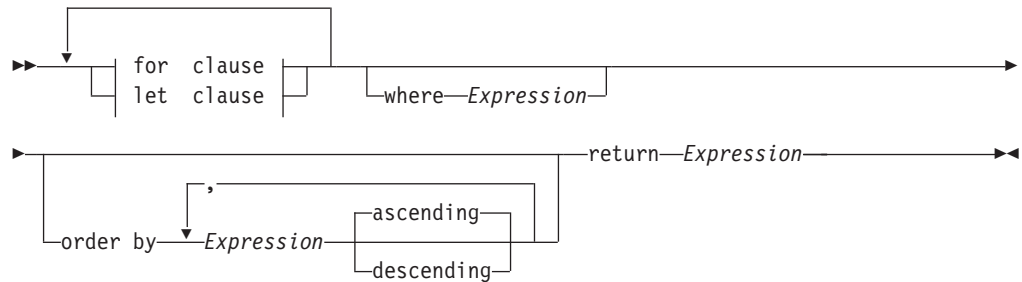 for clause
let clause
where Expression
return Expression
,
ascending
order by Expression
descending